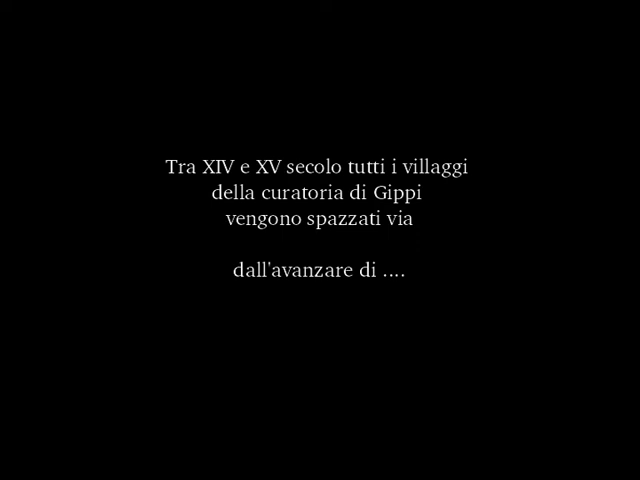 Tra XIV e XV secolo tutti i villaggi
della curatoria di Gippi
vengono spazzati via
dall'avanzare di ....